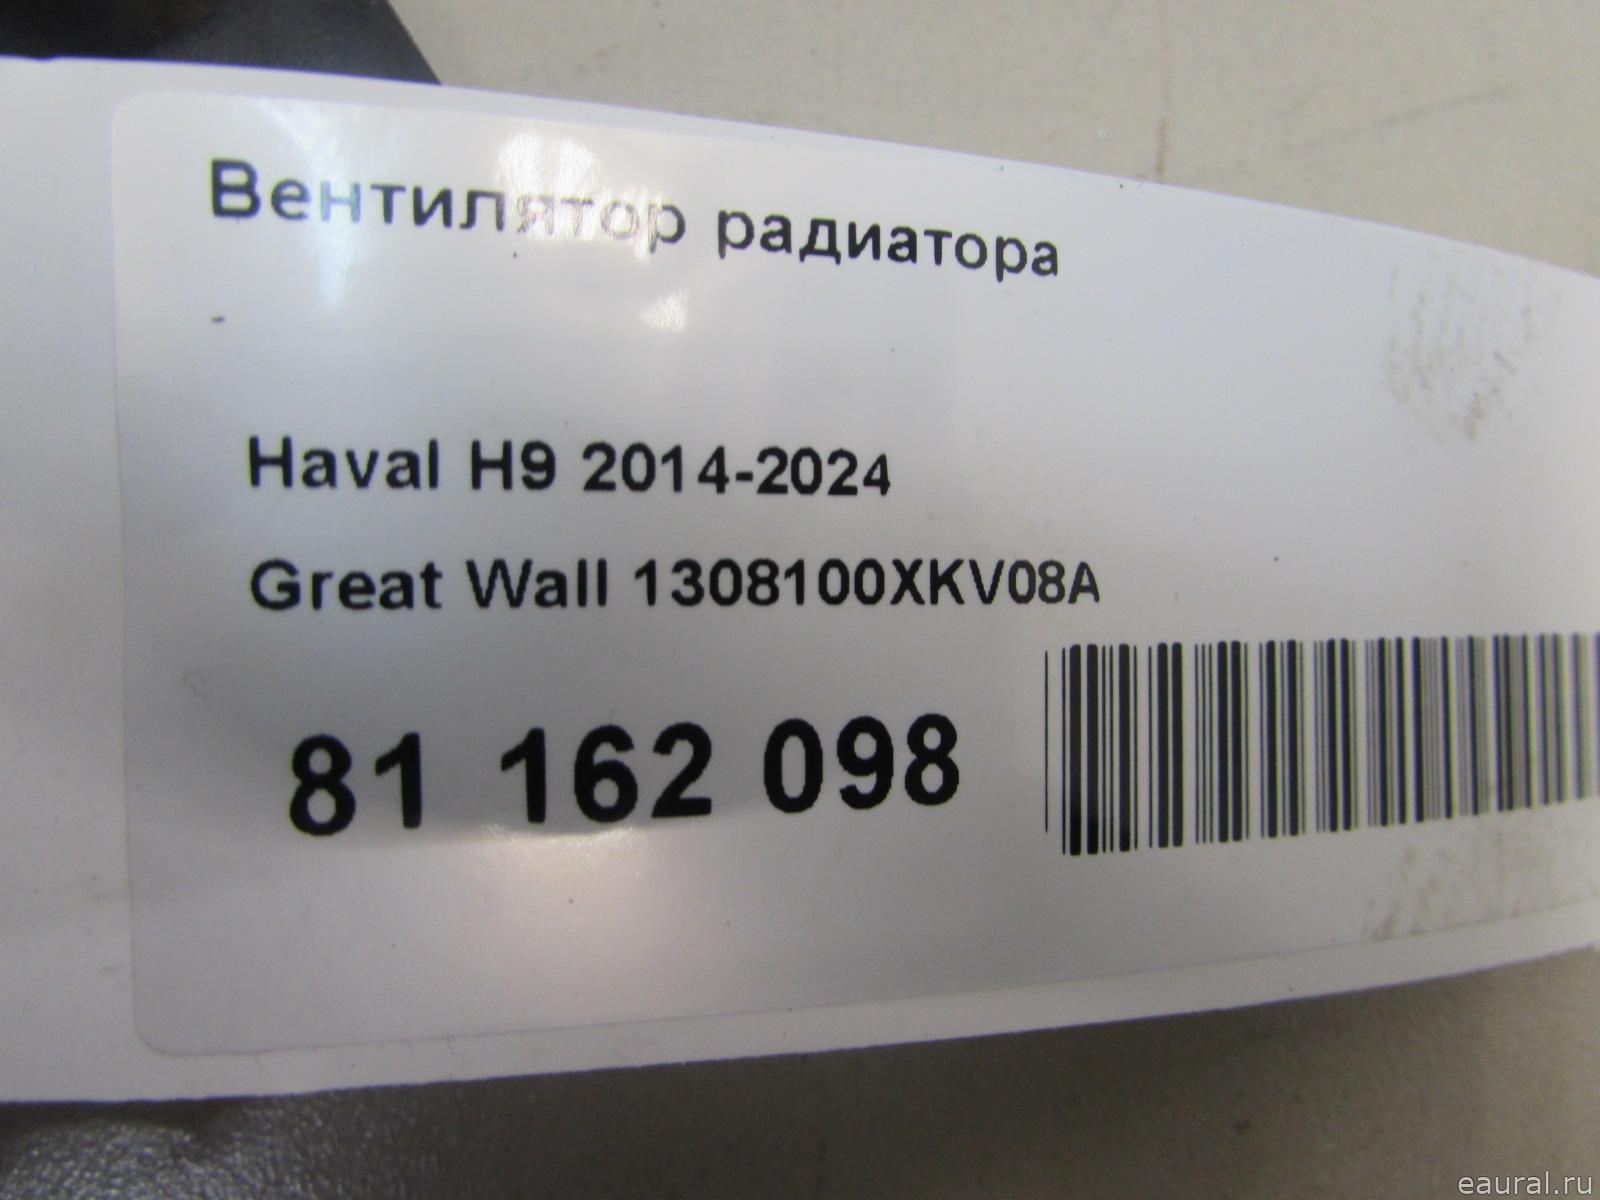 Вентилятор радиатора
Haval H9 2014-2024
Great Wall 1308100XKV08A
81 162 098
eaural.ru